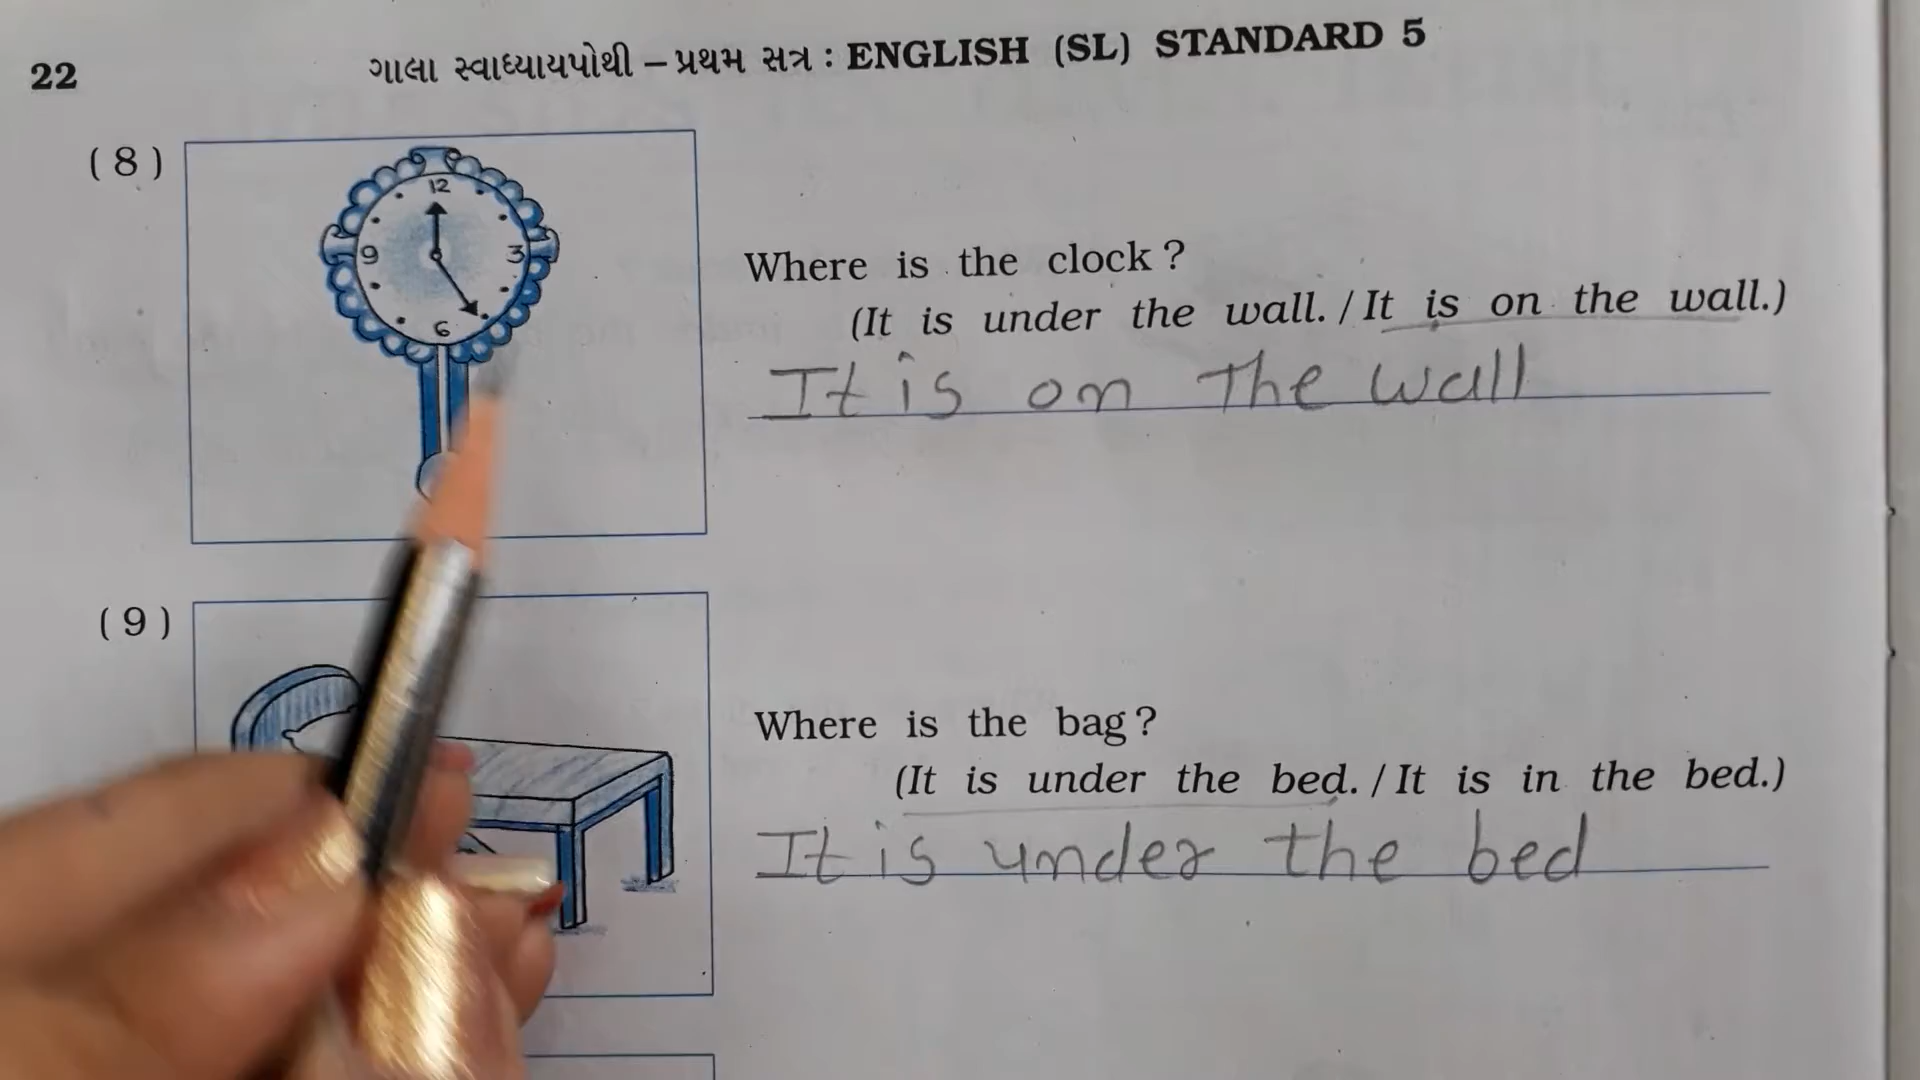 22
ગાલા સ્વાધ્યાયપોથી – પ્રથમ સત્ર : ENGLISH (SL) STANDARD 5
(8)
12
9
3
6
Where is the clock?
(It is under the wall. / It is on the wall.)
It is on The wall
(9)
Where is the bag?
(It is under the bed. / It is in the bed.)
It is under the bed